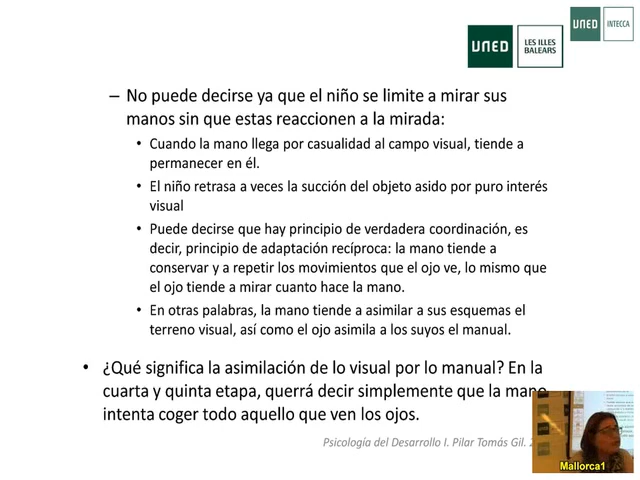 UNED
INTECCA
UNED
LES ILLES
BALEARS
– No puede decirse ya que el niño se limite a mirar sus
manos sin que estas reaccionen a la mirada:
• Cuando la mano llega por casualidad al campo visual, tiende a
permanecer en él.
• El niño retrasa a veces la succión del objeto asido por puro interés
visual
• Puede decirse que hay principio de verdadera coordinación, es
decir, principio de adaptación recíproca: la mano tiende a
conservar y a repetir los movimientos que el ojo ve, lo mismo que
el ojo tiende a mirar cuanto hace la mano.
• En otras palabras, la mano tiende a asimilar a sus esquemas el
terreno visual, así como el ojo asimila a los suyos el manual.
• ¿Qué significa la asimilación de lo visual por lo manual? En la
cuarta y quinta etapa, querrá decir simplemente que la mano
intenta coger todo aquello que ven los ojos.
Psicología del Desarrollo I. Pilar Tomás Gil.
Mallorca1